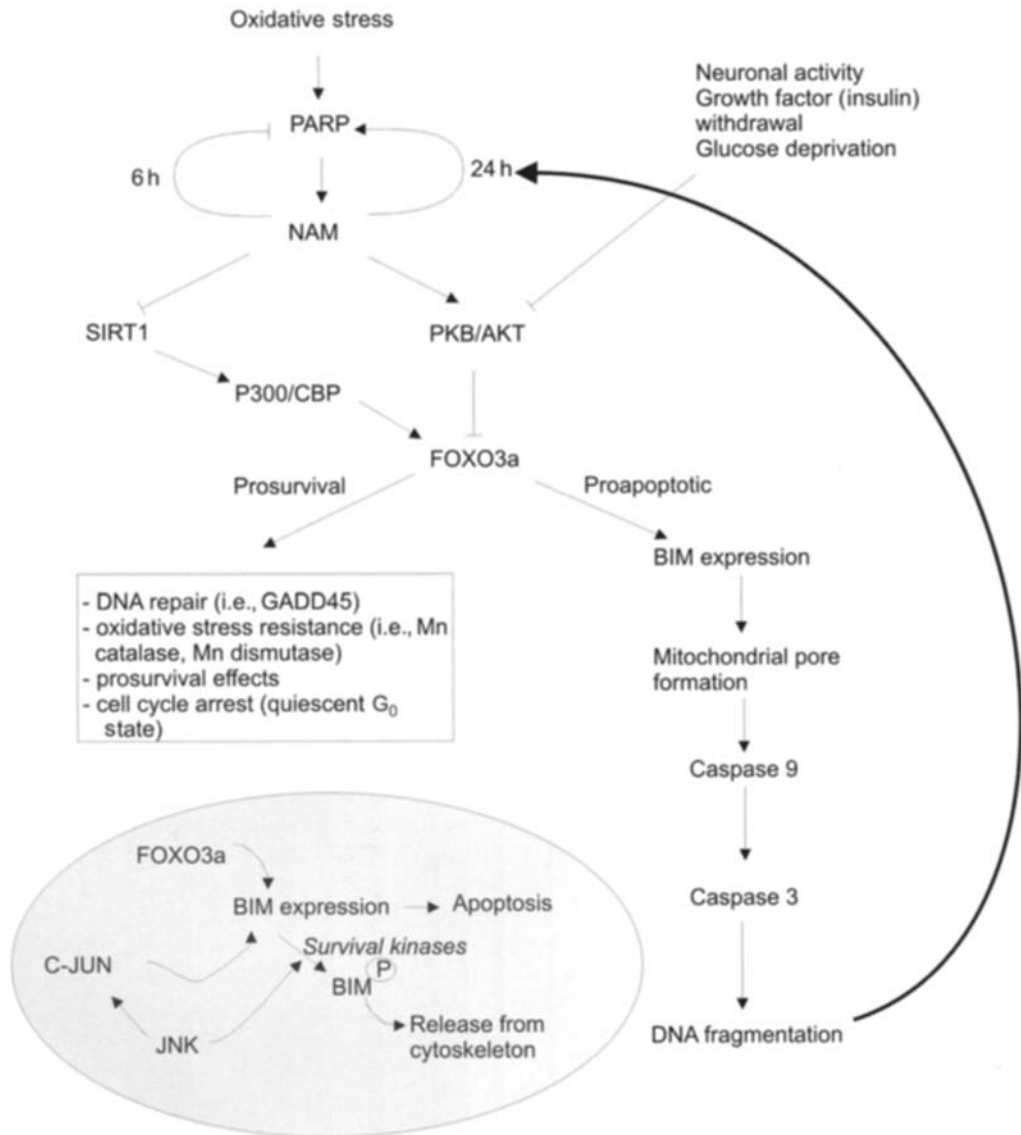 Oxidative stress
Neuronal activity
Growth factor (insulin)
withdrawal
Glucose deprivation
PARP
6 h
24 h
NAM
SIRT1
PKB/AKT
P300/CBP
FOXO3a
Prosurvival
Proapoptotic
BIM expression
- DNA repair (i.e., GADD45)
- oxidative stress resistance (i.e., Mn
catalase, Mn dismutase)
- prosurvival effects
- cell cycle arrest (quiescent G₀
state)
Mitochondrial pore
formation
Caspase 9
Caspase 3
DNA fragmentation
FOXO3a
BIM expression
Apoptosis
Survival kinases
C-JUN
P
BIM
JNK
Release from
cytoskeleton